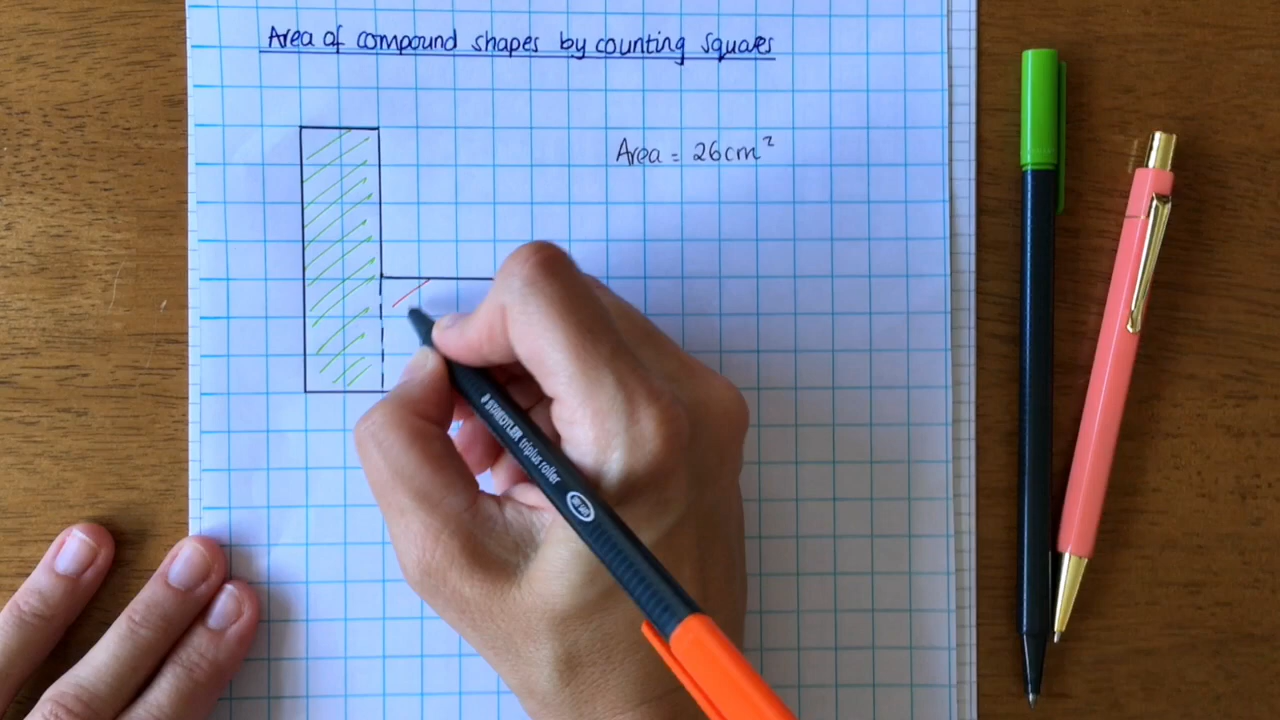 Area of compound shapes by counting squares
Area = 26cm²
STAEDTLER triplus roller